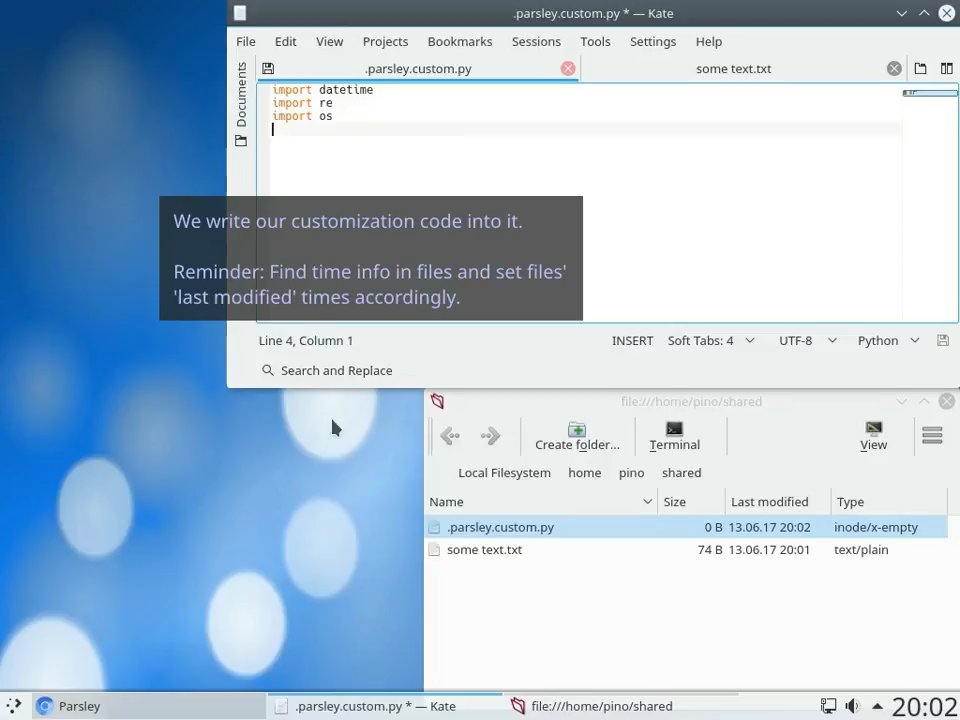 .parsley.custom.py * — Kate
File Edit View Projects Bookmarks Sessions Tools Settings Help
.parsley.custom.py some text.txt
Documents
import datetime
import re
import os
We write our customization code into it.
Reminder: Find time info in files and set files'
'last modified' times accordingly.
Line 4, Column 1 INSERT Soft Tabs: 4 UTF-8 Python
Search and Replace
file:///home/pino/shared
Create folder... Terminal View
Local Filesystem home pino shared
Name Size Last modified Type
.parsley.custom.py 0 B 13.06.17 20:02 inode/x-empty
some text.txt 74 B 13.06.17 20:01 text/plain
Parsley .parsley.custom.py * — Kate file:///home/pino/shared 20:02